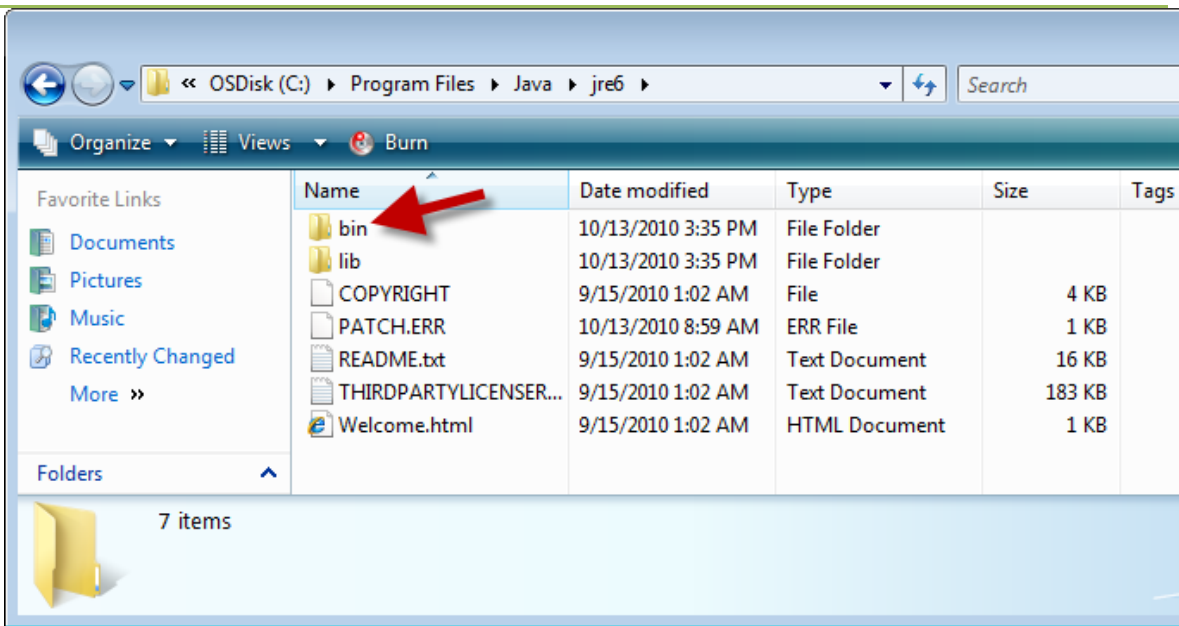 « OSDisk (C:) ▸ Program Files ▸ Java ▸ jre6 ▸ Search
Organize Views Burn
Favorite Links
Documents
Pictures
Music
Recently Changed
More »
Folders
Name Date modified Type Size Tags
bin 10/13/2010 3:35 PM File Folder
lib 10/13/2010 3:35 PM File Folder
COPYRIGHT 9/15/2010 1:02 AM File 4 KB
PATCH.ERR 10/13/2010 8:59 AM ERR File 1 KB
README.txt 9/15/2010 1:02 AM Text Document 16 KB
THIRDPARTYLICENSER... 9/15/2010 1:02 AM Text Document 183 KB
Welcome.html 9/15/2010 1:02 AM HTML Document 1 KB
7 items